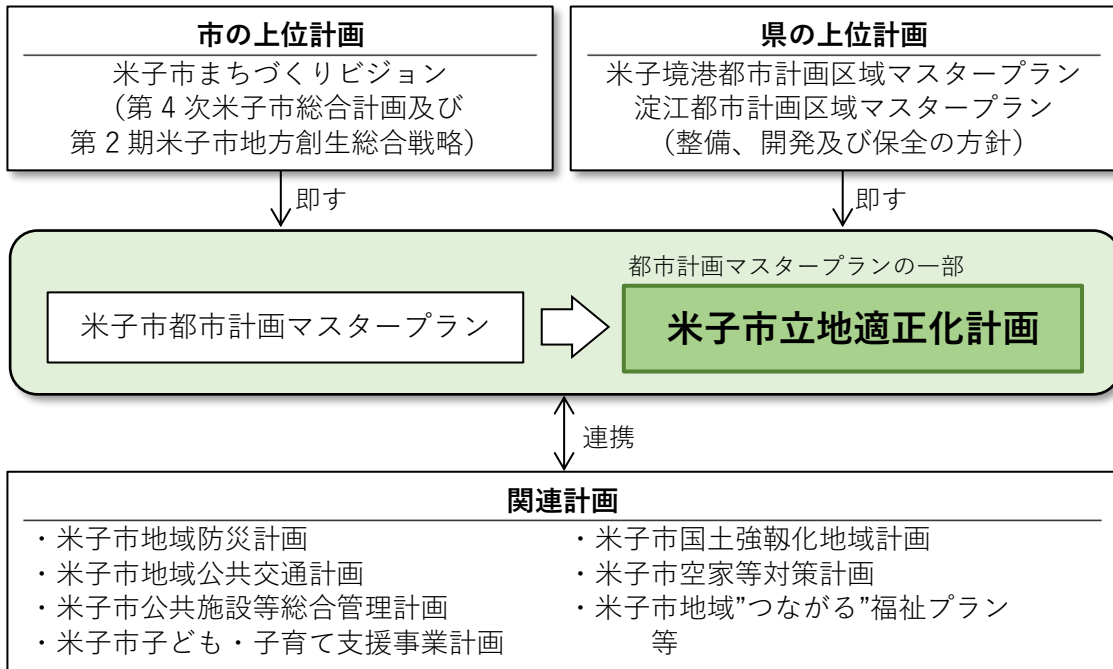 市の上位計画
米子市まちづくりビジョン
（第４次米子市総合計画及び
第２期米子市地方創生総合戦略）
県の上位計画
米子境港都市計画区域マスタープラン
淀江都市計画区域マスタープラン
（整備、開発及び保全の方針）
即す
即す
都市計画マスタープランの一部
米子市都市計画マスタープラン
米子市立地適正化計画
連携
関連計画
・米子市地域防災計画
・米子市地域公共交通計画
・米子市公共施設等総合管理計画
・米子市子ども・子育て支援事業計画
・米子市国土強靱化地域計画
・米子市空家等対策計画
・米子市地域”つながる”福祉プラン
等